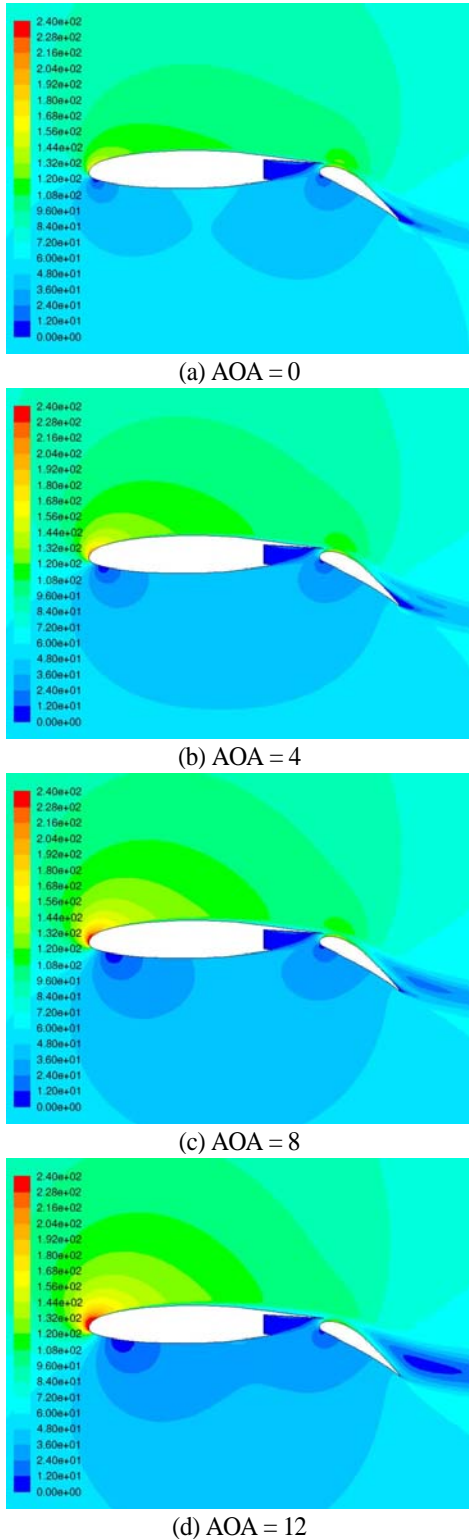 2.40e+02
2.28e+02
2.16e+02
2.04e+02
1.92e+02
1.80e+02
1.68e+02
1.56e+02
1.44e+02
1.32e+02
1.20e+02
1.08e+02
9.60e+01
8.40e+01
7.20e+01
6.00e+01
4.80e+01
3.60e+01
2.40e+01
1.20e+01
0.00e+00
(a) AOA = 0
2.40e+02
2.28e+02
2.16e+02
2.04e+02
1.92e+02
1.80e+02
1.68e+02
1.56e+02
1.44e+02
1.32e+02
1.20e+02
1.08e+02
9.60e+01
8.40e+01
7.20e+01
6.00e+01
4.80e+01
3.60e+01
2.40e+01
1.20e+01
0.00e+00
(b) AOA = 4
2.40e+02
2.28e+02
2.16e+02
2.04e+02
1.92e+02
1.80e+02
1.68e+02
1.56e+02
1.44e+02
1.32e+02
1.20e+02
1.08e+02
9.60e+01
8.40e+01
7.20e+01
6.00e+01
4.80e+01
3.60e+01
2.40e+01
1.20e+01
0.00e+00
(c) AOA = 8
2.40e+02
2.28e+02
2.16e+02
2.04e+02
1.92e+02
1.80e+02
1.68e+02
1.56e+02
1.44e+02
1.32e+02
1.20e+02
1.08e+02
9.60e+01
8.40e+01
7.20e+01
6.00e+01
4.80e+01
3.60e+01
2.40e+01
1.20e+01
0.00e+00
(d) AOA = 12